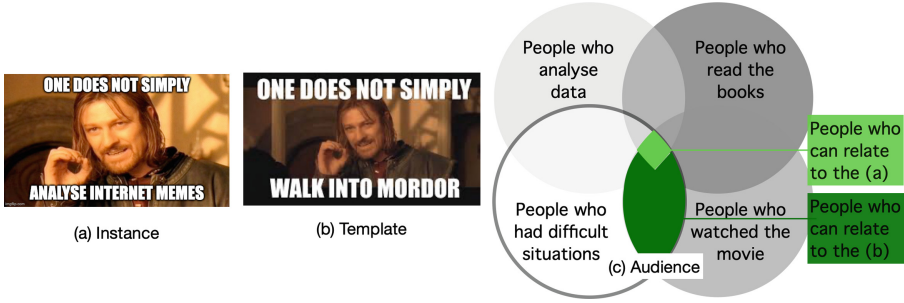 ONE DOES NOT SIMPLY
ANALYSE INTERNET MEMES
imgflip.com
(a) Instance
ONE DOES NOT SIMPLY
WALK INTO MORDOR
(b) Template
People who
analyse
data
People who
read the
books
People who
had difficult
situations
People who
watched the
movie
(c) Audience
People who
can relate
to the (a)
People who
can relate
to the (b)